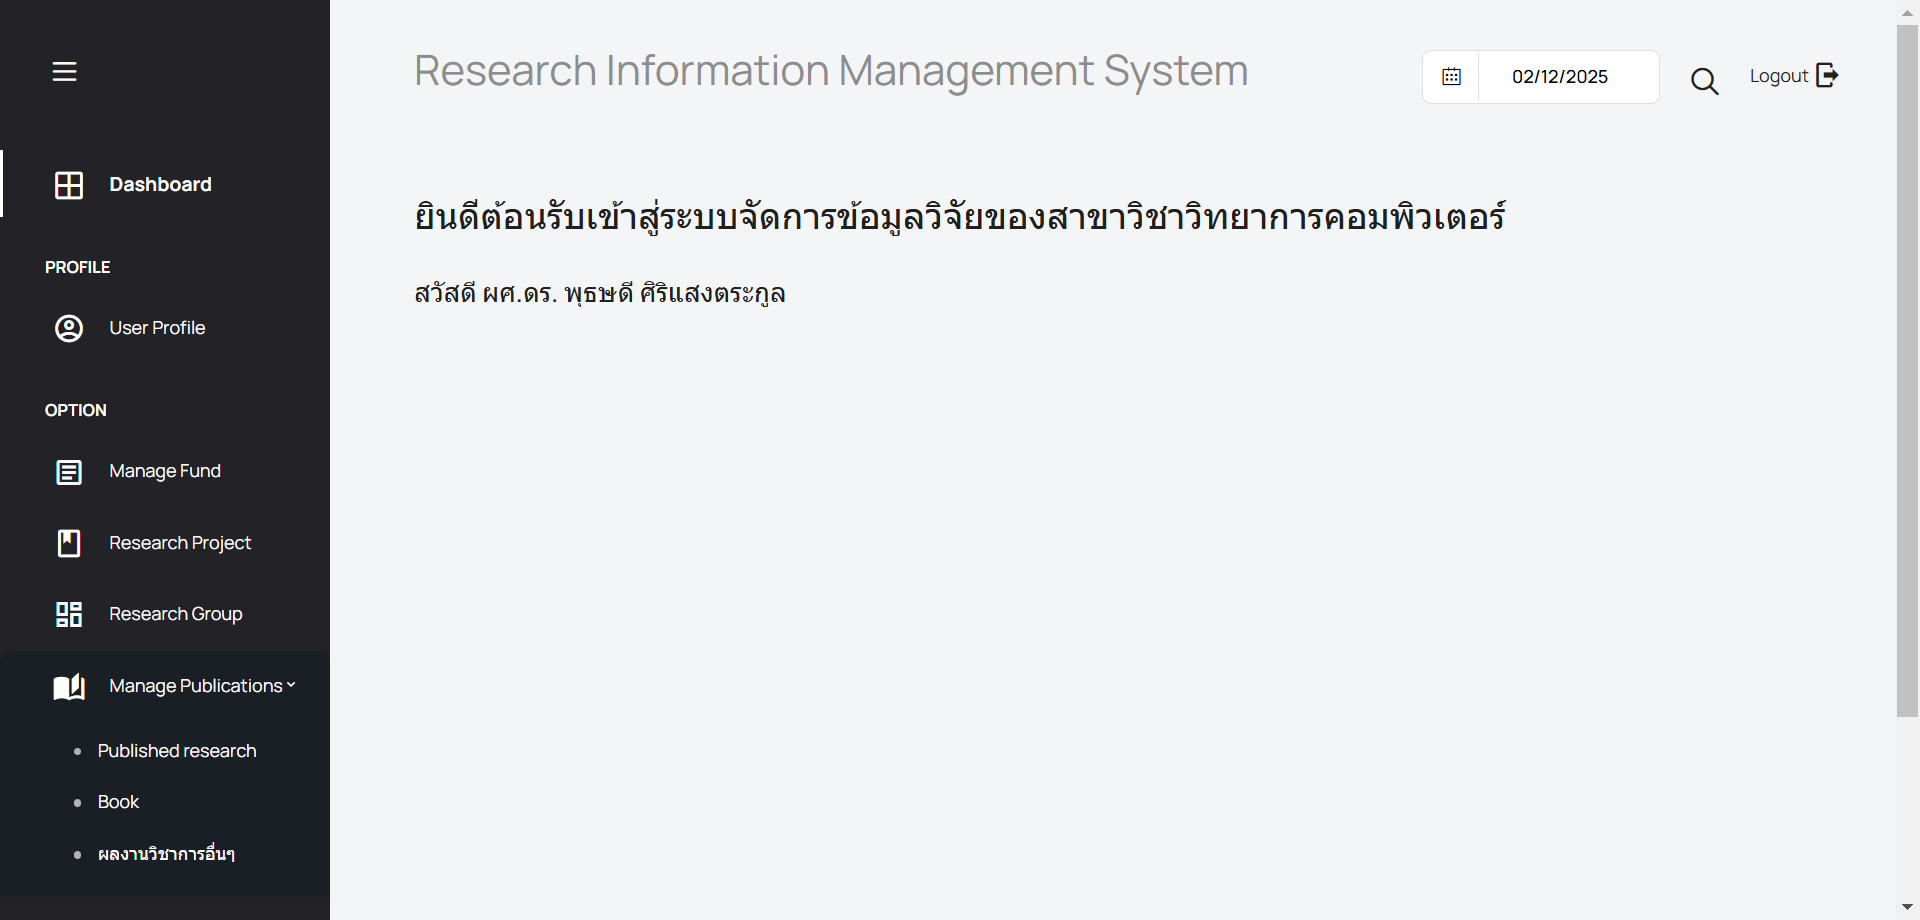 Research Information Management System
02/12/2025
Logout
Dashboard
PROFILE
User Profile
OPTION
Manage Fund
Research Project
Research Group
Manage Publications
Published research
Book
ผลงานวิชาการอื่นๆ
ยินดีต้อนรับเข้าสู่ระบบจัดการข้อมูลวิจัยของสาขาวิชาวิทยาการคอมพิวเตอร์
สวัสดี ผศ.ดร. พุธษดี ศิริแสงตระกูล